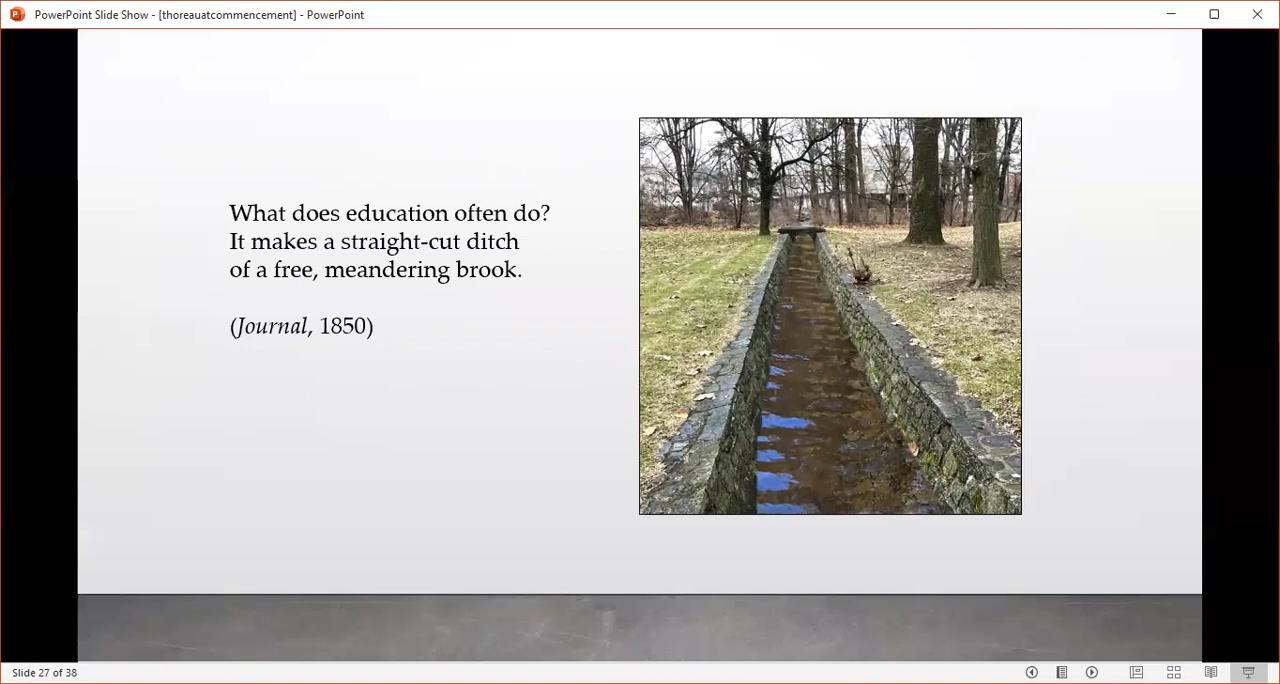 PowerPoint Slide Show - [thoreauatcommencement] - PowerPoint
What does education often do?
It makes a straight-cut ditch
of a free, meandering brook.
(Journal, 1850)
Slide 27 of 38